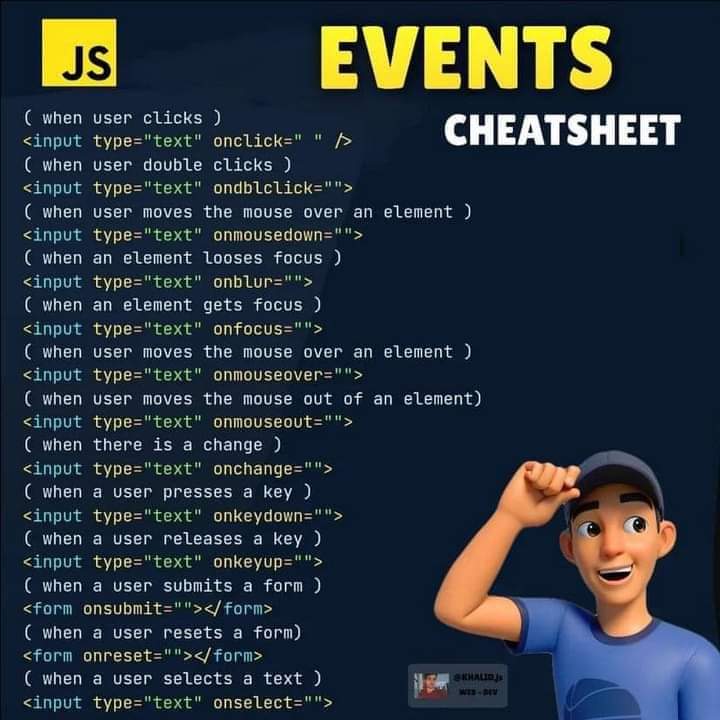 JS
EVENTS
CHEATSHEET
( when user clicks )
<input type="text" onclick=" " />
( when user double clicks )
<input type="text" ondblclick="">
( when user moves the mouse over an element )
<input type="text" onmousedown="">
( when an element looses focus )
<input type="text" onblur="">
( when an element gets focus )
<input type="text" onfocus="">
( when user moves the mouse over an element )
<input type="text" onmouseover="">
( when user moves the mouse out of an element)
<input type="text" onmouseout="">
( when there is a change )
<input type="text" onchange="">
( when a user presses a key )
<input type="text" onkeydown="">
( when a user releases a key )
<input type="text" onkeyup="">
( when a user submits a form )
<form onsubmit=""></form>
( when a user resets a form)
<form onreset=""></form>
( when a user selects a text )
<input type="text" onselect="">
@KHALID.js
WEB - DEV